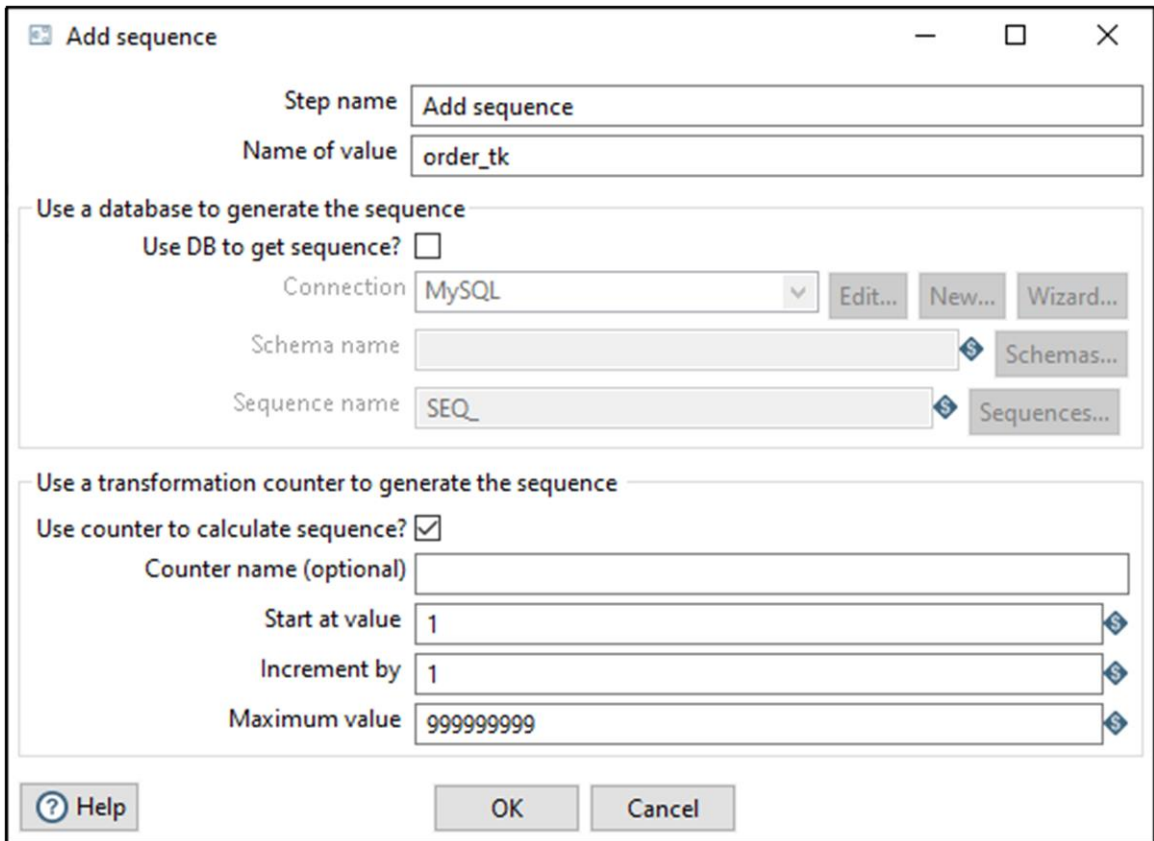 Add sequence
Step name Add sequence
Name of value order_tk
Use a database to generate the sequence
Use DB to get sequence?
Connection MySQL Edit... New... Wizard...
Schema name Schemas...
Sequence name SEQ_ Sequences...
Use a transformation counter to generate the sequence
Use counter to calculate sequence?
Counter name (optional)
Start at value 1
Increment by 1
Maximum value 999999999
Help OK Cancel